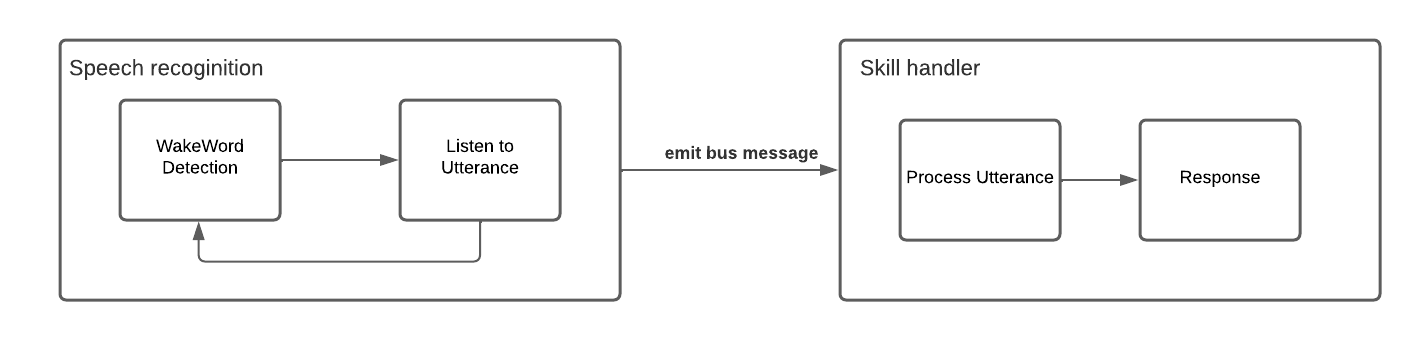 Speech recoginition
WakeWord
Detection
Listen to
Utterance
emit bus message
Skill handler
Process Utterance
Response